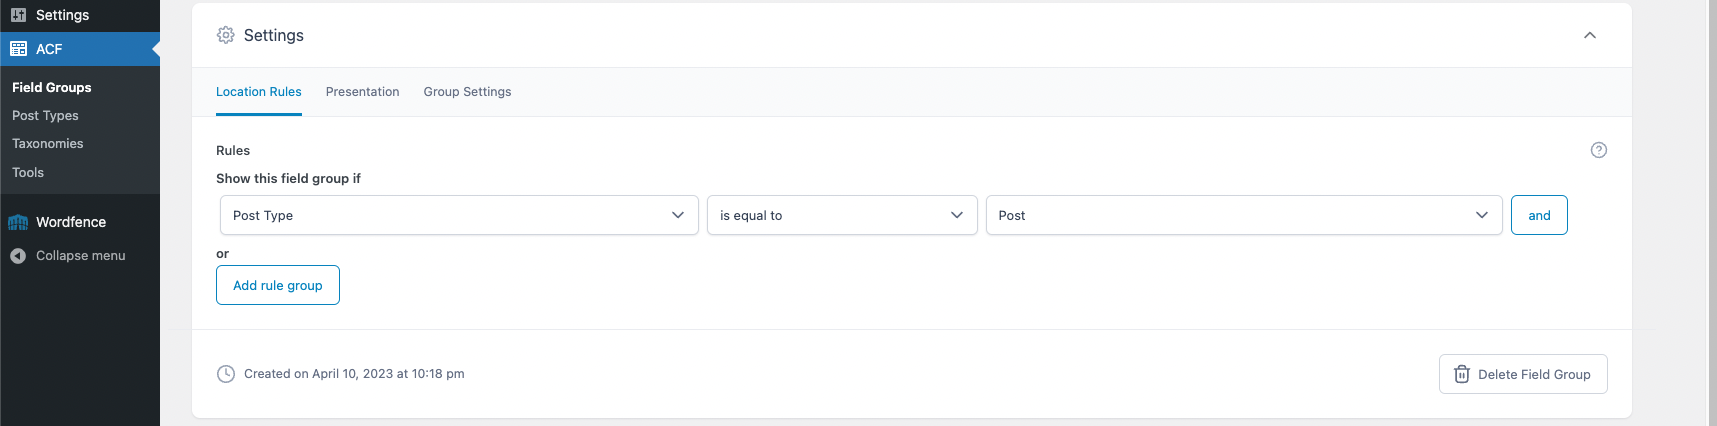 Settings
ACF
Field Groups
Post Types
Taxonomies
Tools
Wordfence
Collapse menu
Settings
Location Rules Presentation Group Settings
Rules
Show this field group if
Post Type is equal to Post and
or
Add rule group
Created on April 10, 2023 at 10:18 pm Delete Field Group